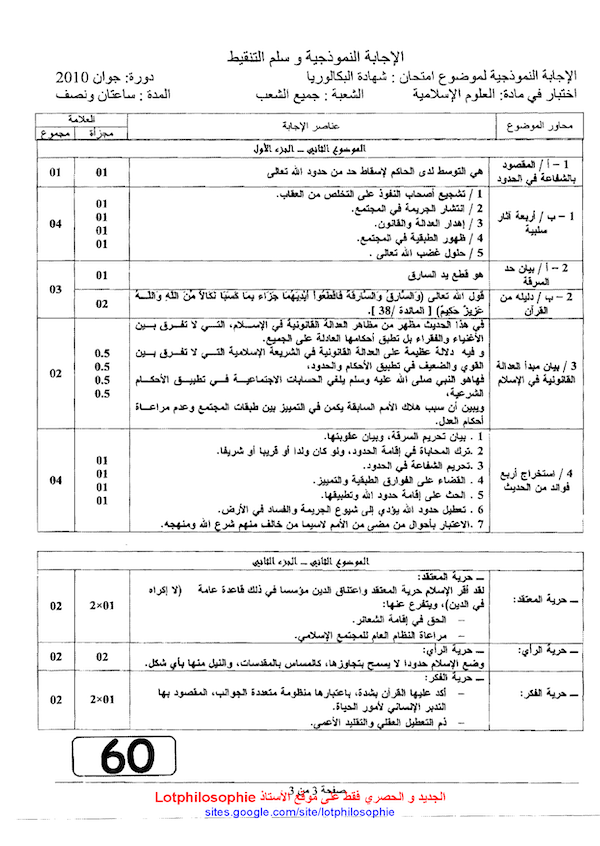 الإجابة النموذجية و سلم التنقيط
الإجابة النموذجية لموضوع امتحان : شهادة البكالوريا دورة: جوان 2010
اختبار في مادة: العلوم الإسلامية الشعبة : جميع الشعب المدة : ساعتان ونصف
محاور الموضوع عناصر الإجابة العلامة
مجزأة مجموع
الموضوع الثاني – الجزء الأول
1 – أ / المقصود
بالشفاعة في الحدود
هي التوسط لدى الحاكم لإسقاط حد من حدود الله تعالى 01 01
1 – ب / أربعة آثار
سلبية
1 / تشجيع أصحاب النفوذ على التخلص من العقاب.
2 / انتشار الجريمة في المجتمع. 01
3 / إهدار العدالة والقانون. 01
4 / ظهور الطبقية في المجتمع. 01
5 / حلول غضب الله تعالى . 01
04
2 – أ / بيان حد
السرقة
هو قطع يد السارق 01
03
2 – ب / دليله من
القرآن
قول الله تعالى (وَالسَّارِقُ وَالسَّارِقَةُ فَاقْطَعُواْ أَيْدِيَهُمَا جَزَاء بِمَا كَسَبَا نَكَالاً مِّنَ اللّهِ وَاللّهُ
عَزِيزٌ حَكِيمٌ) [ المائدة /38 ]. 02
3 / بيان مبدأ العدالة
القانونية في الإسلام
في هذا الحديث مظهر من مظاهر العدالة القانونية في الإسلام، التي لا تفرق بين
الأغنياء والفقراء بل تطبق أحكامها العادلة على الجميع.
و فيه دلالة عظيمة على العدالة القانونية في الشريعة الإسلامية التي لا تفرق بين
القوي والضعيف في تطبيق الأحكام والحدود،
فهاهو النبي صلى الله عليه وسلم يلغي الحسابات الاجتماعية في تطبيق الأحكام
الشرعية،
ويبين أن سبب هلاك الأمم السابقة يكمن في التمييز بين طبقات المجتمع وعدم مراعاة
أحكام العدل.
0.5
0.5
0.5
0.5
02
4 / استخراج أربع
فوائد من الحديث
1 . بيان تحريم السرقة، وبيان عقوبتها.
2 .ترك المحاباة في إقامة الحدود، ولو كان ولدا أو قريبا أو شريفا.
3 .تحريم الشفاعة في الحدود.
4 . القضاء على الفوارق الطبقية والتمييز.
5 . الحث على إقامة حدود الله وتطبيقها.
6 . تعطيل حدود الله يؤدي إلى شيوع الجريمة والفساد في الأرض.
7 .الاعتبار بأحوال من مضى من الأمم لاسيما من خالف منهم شرع الله ومنهجه.
01
01
01
01
04
الموضوع الثاني – الجزء الثاني
– حرية المعتقد:
– حرية المعتقد:
لقد أقر الإسلام حرية المعتقد واعتناق الدين مؤسسا في ذلك قاعدة عامة (لا إكراه
في الدين)، ويتفرع عنها:
– الحق في إقامة الشعائر.
– مراعاة النظام العام للمجتمع الإسلامي.
2×01 02
– حرية الرأي:
– حرية الرأي:
وضع الإسلام حدودا لا يسمح بتجاوزها، كالمساس بالمقدسات، والنيل منها بأي شكل.
02 02
– حرية الفكر:
– حرية الفكر:
– أكد عليها القرآن بشدة، باعتبارها منظومة متعددة الجوانب، المقصود بها
التدبر الإنساني لأمور الحياة.
– ذم التعطيل العقلي والتقليد الأعمى.
2×01 02
60
صفحة 3 من 3
الجديد و الحصري فقط على موقع الأستاذ Lotphilosophie
sites.google.com/site/lotphilosophie